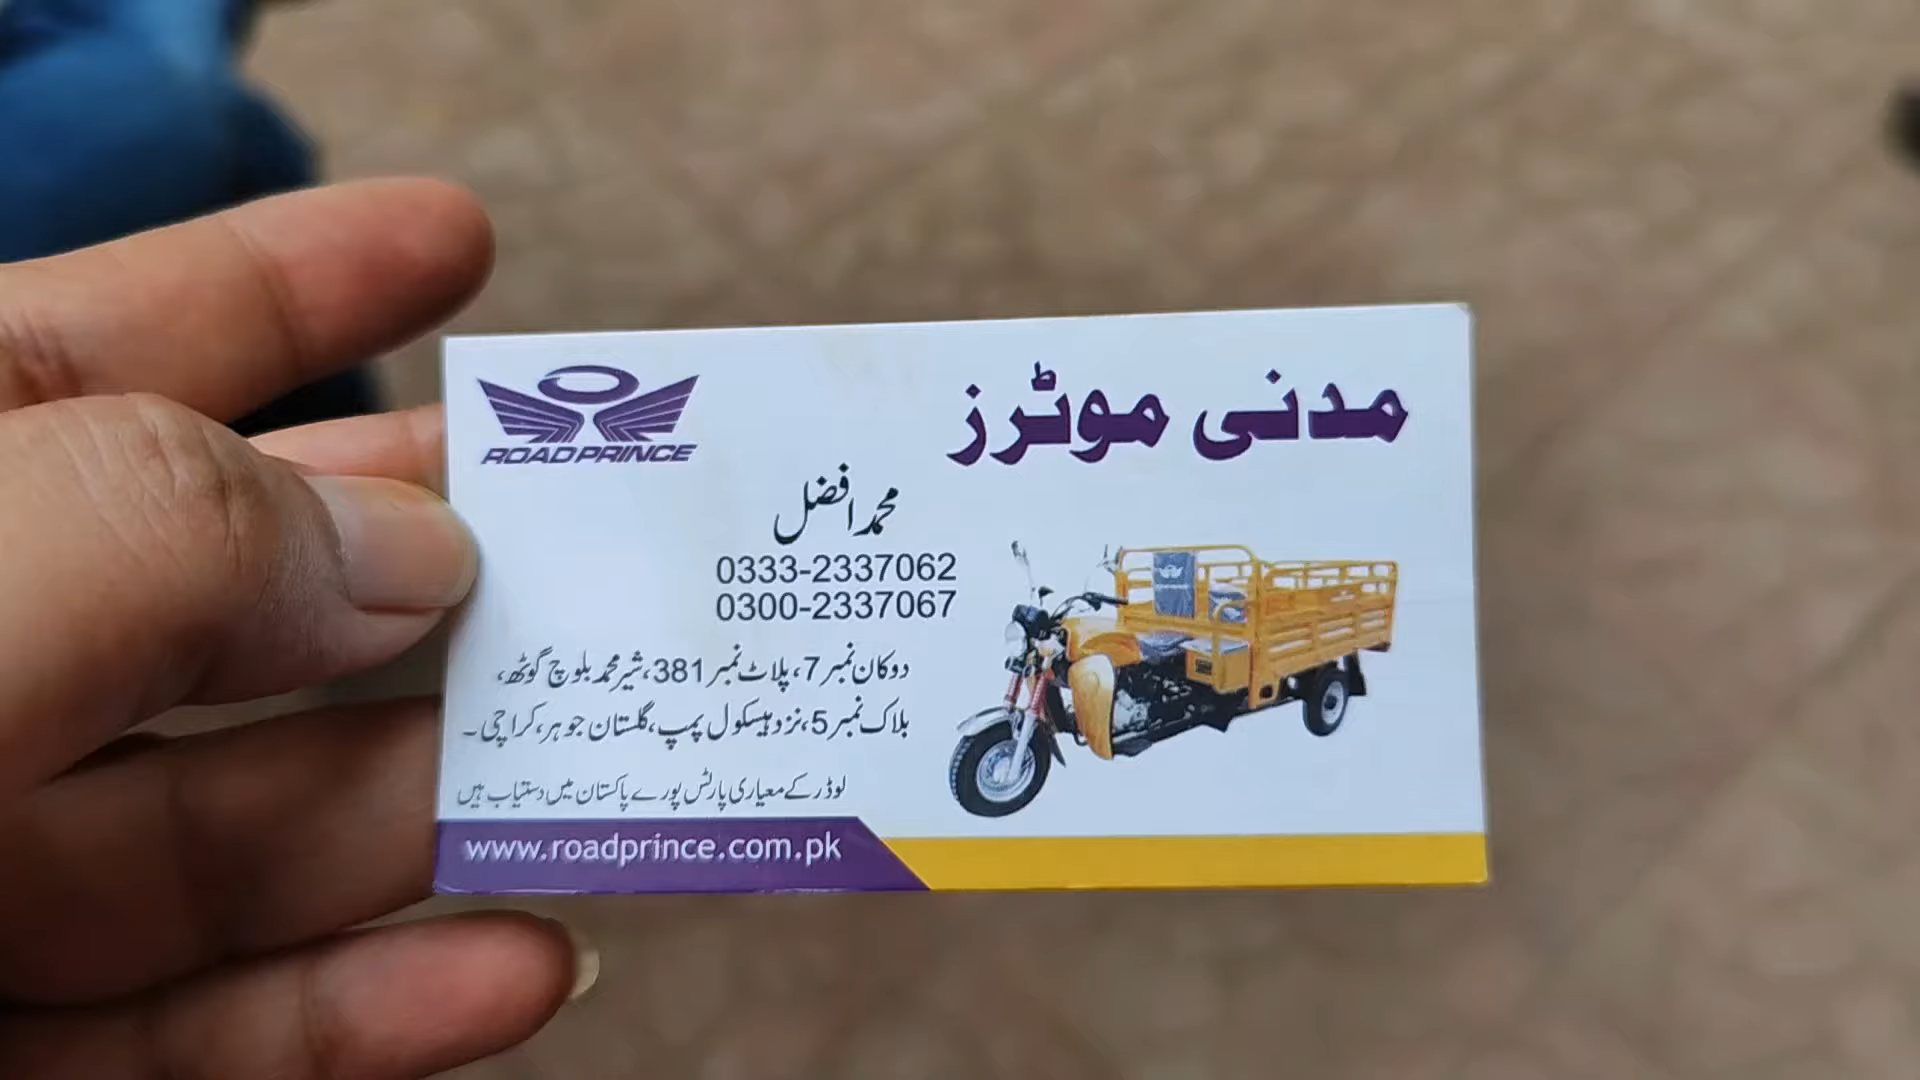 ROAD PRINCE
مدنی موٹرز
محمد افضل
0333-2337062
0300-2337067
دوکان نمبر 7، پلاٹ نمبر 381، شیر محمد بلوچ گوٹھ،
بلاک نمبر 5، نزد ہیسکول پمپ، گلستان جوہر، کراچی۔
لوڈر کے معیاری پارٹس پورے پاکستان میں دستیاب ہیں
www.roadprince.com.pk